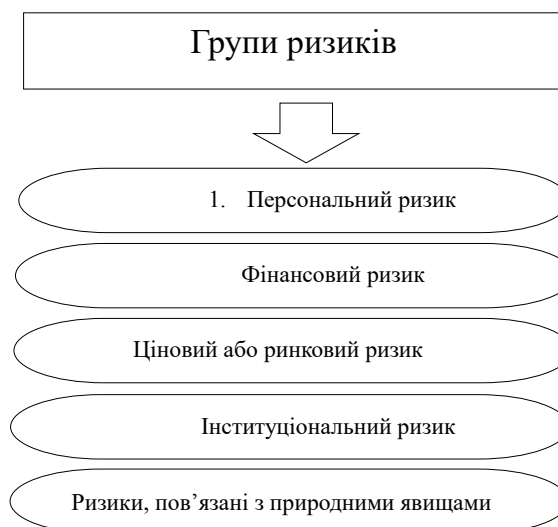 Групи ризиків
1. Персональний ризик
Фінансовий ризик
Ціновий або ринковий ризик
Інституціональний ризик
Ризики, пов’язані з природними явищами